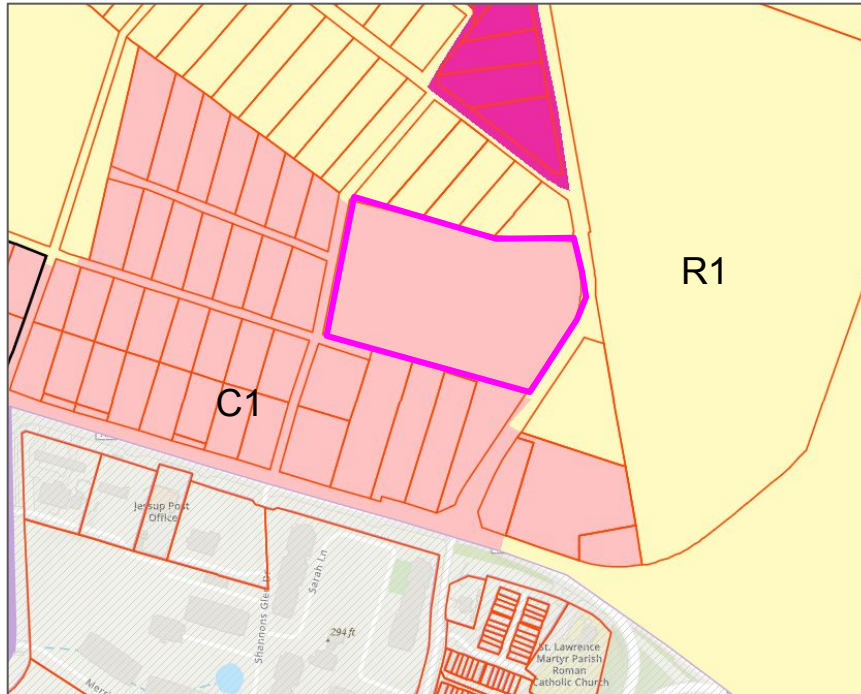 R1
C1
Jessup Post
Office
Sarah Ln
Shannons Glen Dr
294 ft
St. Lawrence
Martyr Parish
Roman
Catholic Church